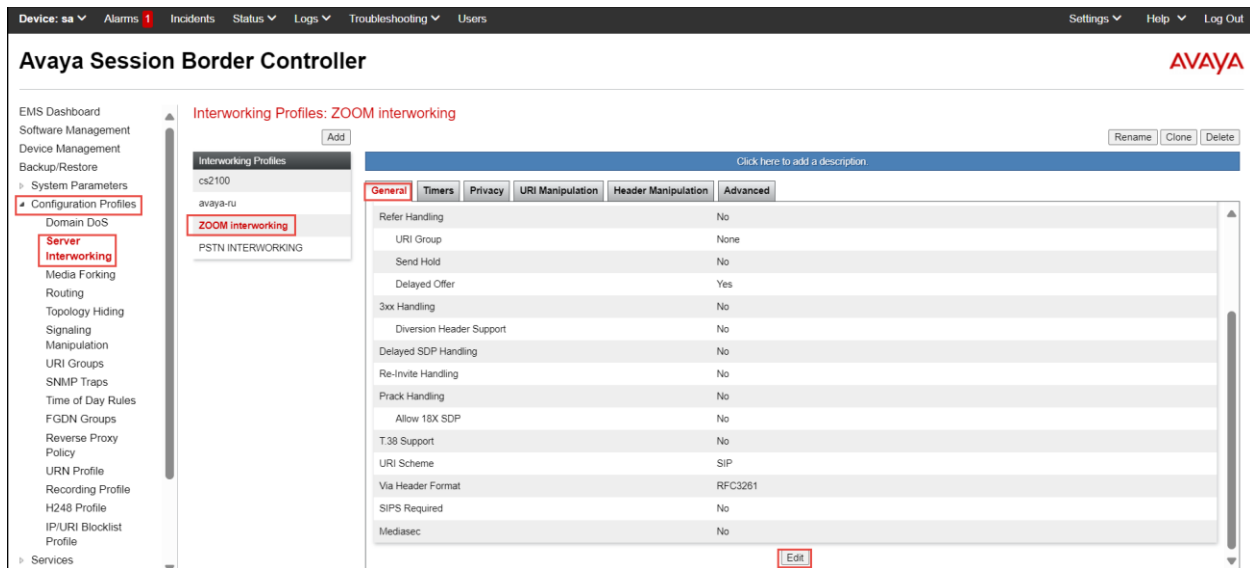 Device: sa Alarms 1 Incidents Status Logs Troubleshooting Users Settings Help Log Out
Avaya Session Border Controller
AVAYA
EMS Dashboard
Software Management
Device Management
Backup/Restore
System Parameters
Configuration Profiles
Domain DoS
Server
Interworking
Media Forking
Routing
Topology Hiding
Signaling
Manipulation
URI Groups
SNMP Traps
Time of Day Rules
FGDN Groups
Reverse Proxy
Policy
URN Profile
Recording Profile
H248 Profile
IP/URI Blocklist
Profile
Services
Interworking Profiles: ZOOM interworking
Add
Rename Clone Delete
Interworking Profiles
cs2100
avaya-ru
ZOOM interworking
PSTN INTERWORKING
Click here to add a description.
General Timers Privacy URI Manipulation Header Manipulation Advanced
Refer Handling No
URI Group None
Send Hold No
Delayed Offer Yes
3xx Handling No
Diversion Header Support No
Delayed SDP Handling No
Re-Invite Handling No
Prack Handling No
Allow 18X SDP No
T.38 Support No
URI Scheme SIP
Via Header Format RFC3261
SIPS Required No
Mediasec No
Edit